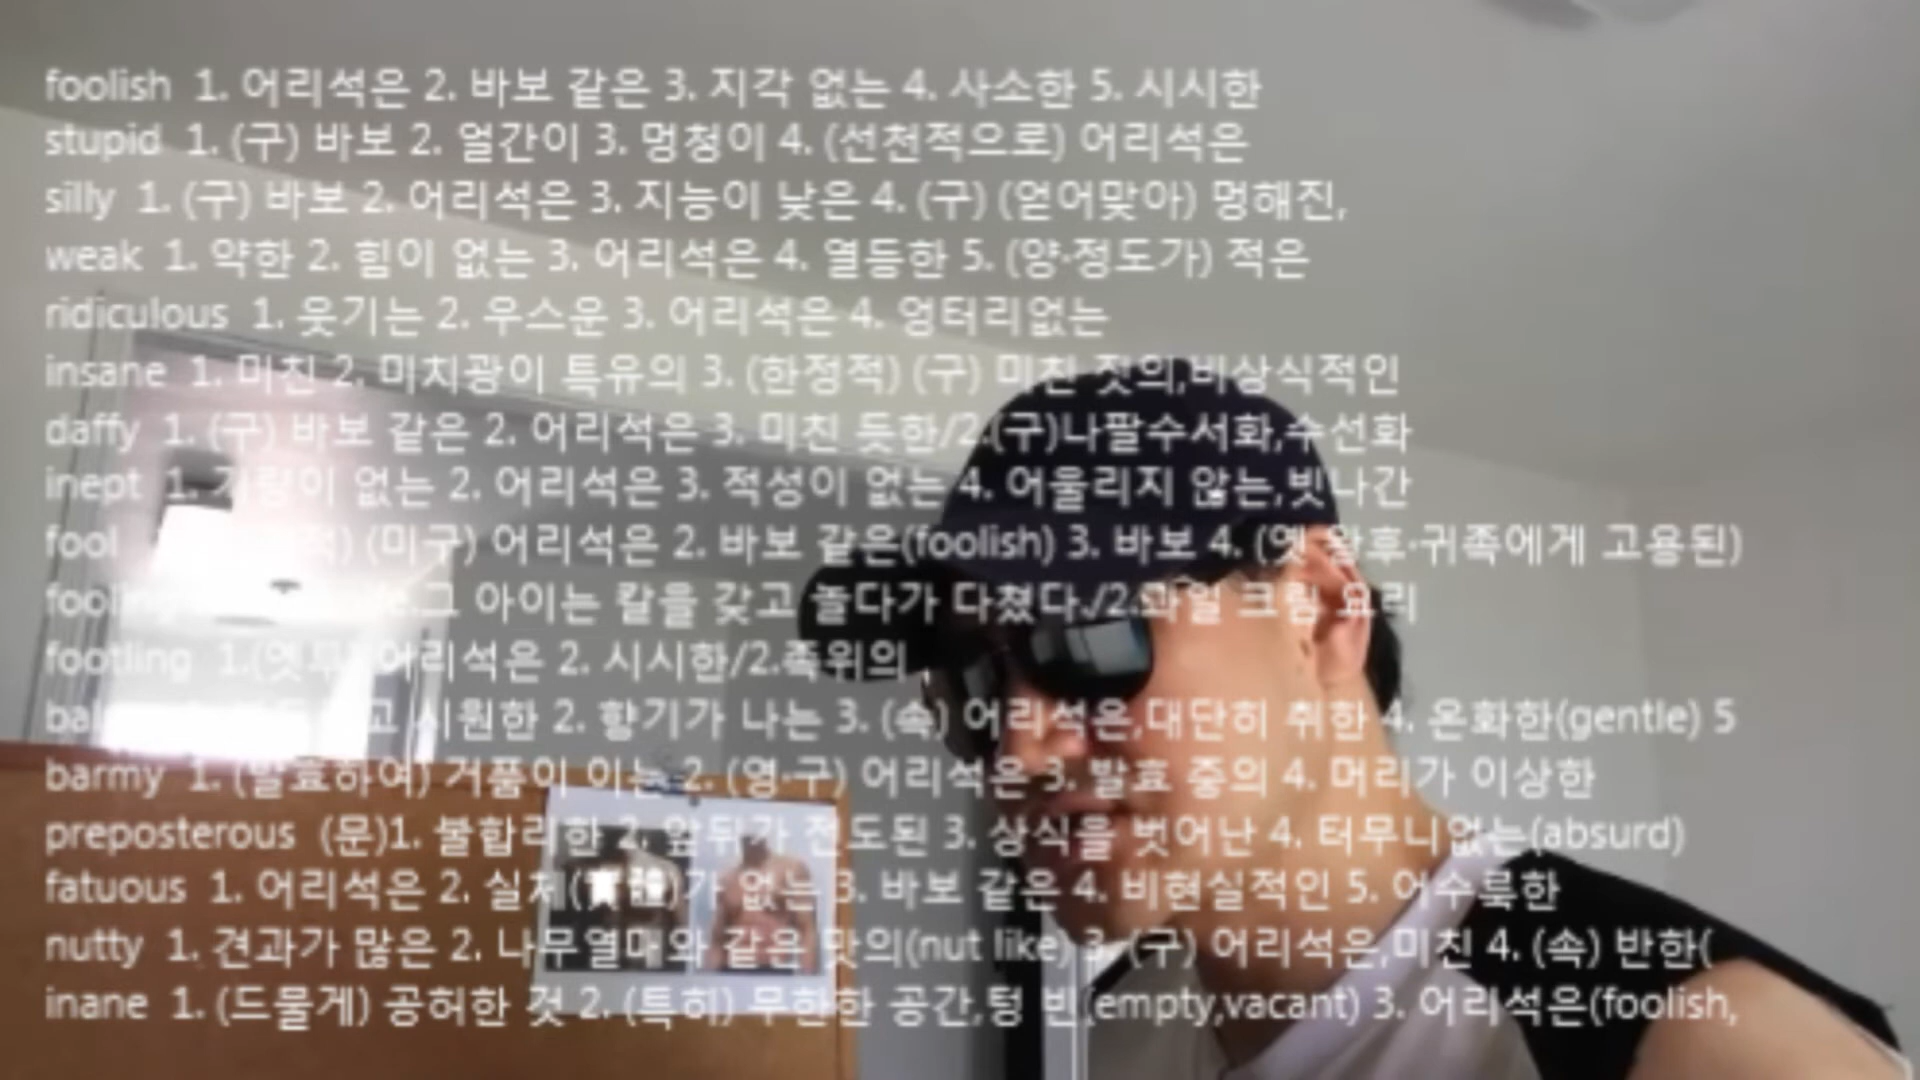 foolish 1. 어리석은 2. 바보 같은 3. 지각 없는 4. 사소한 5. 시시한
stupid 1. (구) 바보 2. 얼간이 3. 멍청이 4. (선천적으로) 어리석은
silly 1. (구) 바보 2. 어리석은 3. 지능이 낮은 4. (구) (얻어맞아) 멍해진,
weak 1. 약한 2. 힘이 없는 3. 어리석은 4. 열등한 5. (양·정도가) 적은
ridiculous 1. 웃기는 2. 우스운 3. 어리석은 4. 엉터리없는
insane 1. 미친 2. 미치광이 특유의 3. (한정적) (구) 미친 짓의,비상식적인
daffy 1. (구) 바보 같은 2. 어리석은 3. 미친 듯한/2.(구)나팔수서화,수선화
inept 1. 없는 2. 어리석은 3. 적성이 없는 4. 어울리지 않는,빗나간
fool (미구) 어리석은 2. 바보 같은(foolish) 3. 바보 4. (옛 왕후·귀족에게 고용된)
그 아이는 칼을 갖고 놀다가 다쳤다./2.과일 크림 요리
footling 어리석은 2. 시시한/2.족위의
시원한 2. 향기가 나는 3. (속) 어리석은,대단히 취한 4. 온화한(gentle) 5
barmy 1. (발효하여) 거품이 이는 2. (영·구) 어리석은 3. 발효 중의 4. 머리가 이상한
preposterous (문)1. 불합리한 2. 앞뒤가 전도된 3. 상식을 벗어난 4. 터무니없는(absurd)
fatuous 1. 어리석은 2. 실체(實體)가 없는 3. 바보 같은 4. 비현실적인 5. 어수룩한
nutty 1. 견과가 많은 2. 나무열매와 같은 맛의(nut like) 3. (구) 어리석은,미친 4. (속) 반한(
inane 1. (드물게) 공허한 것 2. (특히) 무한한 공간,텅 빈(empty,vacant) 3. 어리석은(foolish,